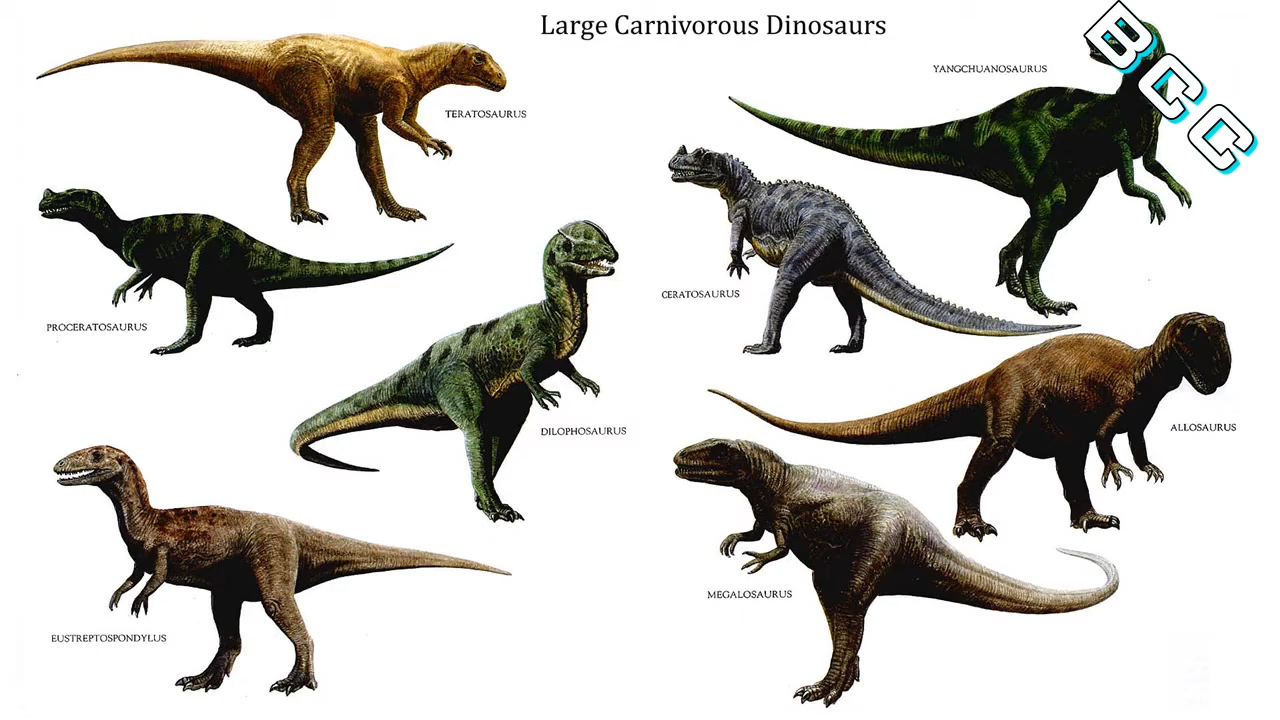 Large Carnivorous Dinosaurs
BCC
YANGCHUANOSAURUS
TERATOSAURUS
CERATOSAURUS
PROCERATOSAURUS
DILOPHOSAURUS
ALLOSAURUS
MEGALOSAURUS
EUSTREPTOSPONDYLUS